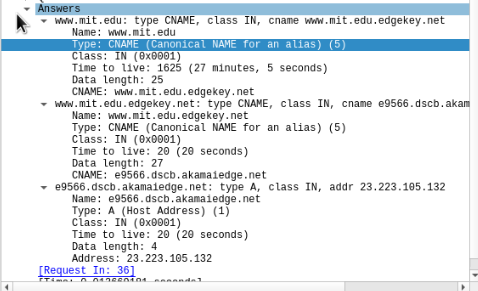 Answers
www.mit.edu: type CNAME, class IN, cname www.mit.edu.edgekey.net
Name: www.mit.edu
Type: CNAME (Canonical NAME for an alias) (5)
Class: IN (0x0001)
Time to live: 1625 (27 minutes, 5 seconds)
Data length: 25
CNAME: www.mit.edu.edgekey.net
www.mit.edu.edgekey.net: type CNAME, class IN, cname e9566.dscb.akam
Name: www.mit.edu.edgekey.net
Type: CNAME (Canonical NAME for an alias) (5)
Class: IN (0x0001)
Time to live: 20 (20 seconds)
Data length: 27
CNAME: e9566.dscb.akamaiedge.net
e9566.dscb.akamaiedge.net: type A, class IN, addr 23.223.105.132
Name: e9566.dscb.akamaiedge.net
Type: A (Host Address) (1)
Class: IN (0x0001)
Time to live: 20 (20 seconds)
Data length: 4
Address: 23.223.105.132
[Request In: 36]
[Time: seconds]